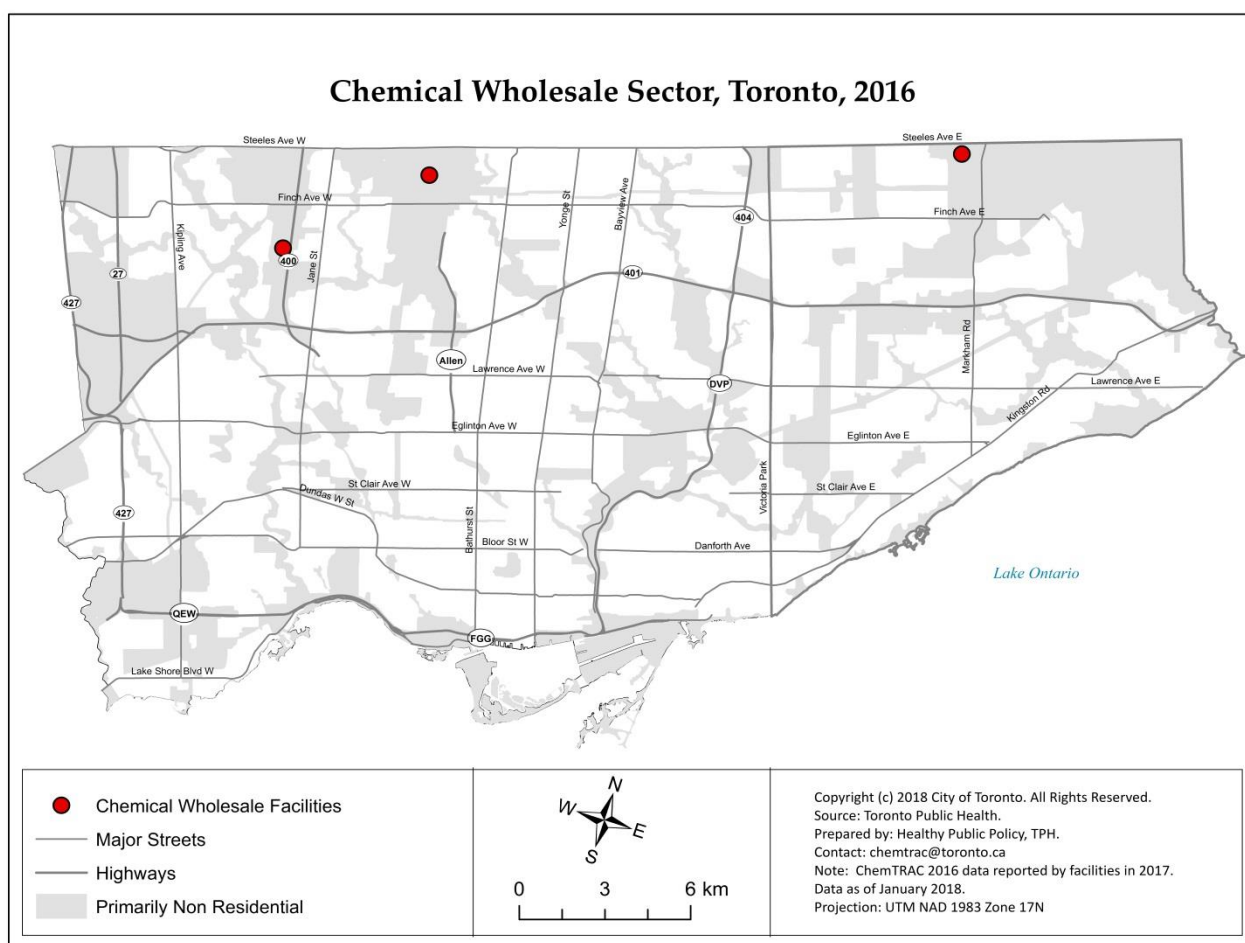 Chemical Wholesale Sector, Toronto, 2016
Steeles Ave W
Steeles Ave E
Finch Ave W
Finch Ave E
Kipling Ave
Jane St
Yonge St
Bayview Ave
404
400
27
427
401
Allen
Lawrence Ave W
DVP
Markham Rd
Lawrence Ave E
Kingston Rd
Eglinton Ave W
Eglinton Ave E
St Clair Ave W
St Clair Ave E
Dundas W St
Victoria Park
427
Bathurst St
Bloor St W
Danforth Ave
Lake Ontario
QEW
FGG
Lake Shore Blvd W
Chemical Wholesale Facilities
Major Streets
Highways
Primarily Non Residential
N
W
E
S
0 3 6 km
Copyright (c) 2018 City of Toronto. All Rights Reserved.
Source: Toronto Public Health.
Prepared by: Healthy Public Policy, TPH.
Contact: chemtrac@toronto.ca
Note: ChemTRAC 2016 data reported by facilities in 2017.
Data as of January 2018.
Projection: UTM NAD 1983 Zone 17N